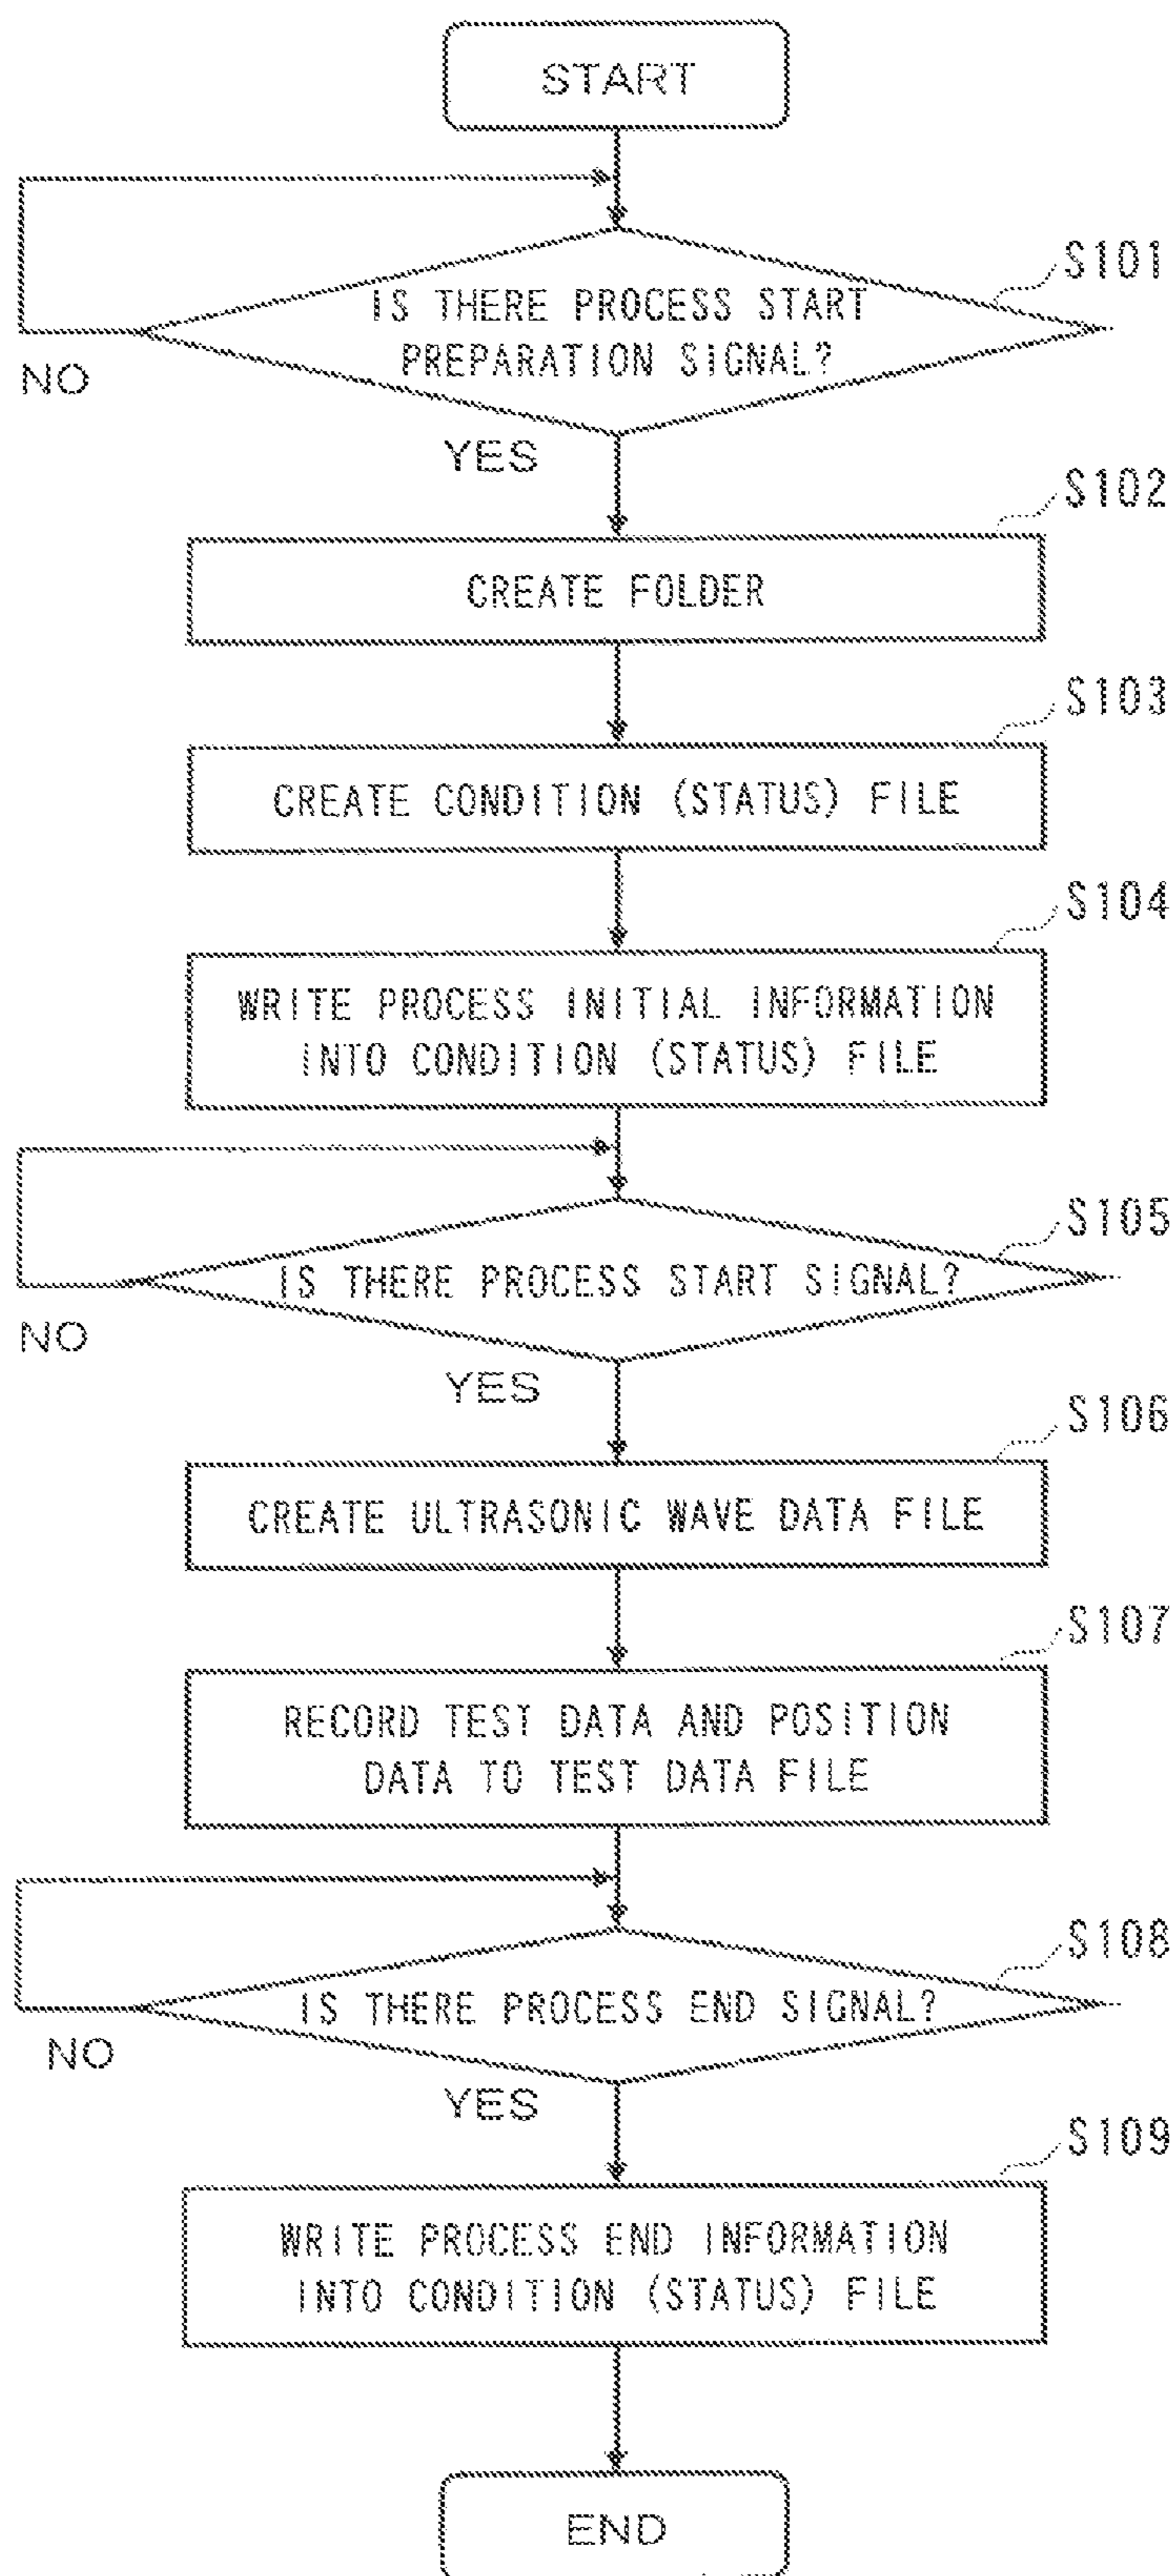 START
S101
IS THERE PROCESS START
PREPARATION SIGNAL?
NO
YES
S102
CREATE FOLDER
S103
CREATE CONDITION (STATUS) FILE
S104
WRITE PROCESS INITIAL INFORMATION
INTO CONDITION (STATUS) FILE
S105
IS THERE PROCESS START SIGNAL?
NO
YES
S106
CREATE ULTRASONIC WAVE DATA FILE
S107
RECORD TEST DATA AND POSITION
DATA TO TEST DATA FILE
S108
IS THERE PROCESS END SIGNAL?
NO
YES
S109
WRITE PROCESS END INFORMATION
INTO CONDITION (STATUS) FILE
END